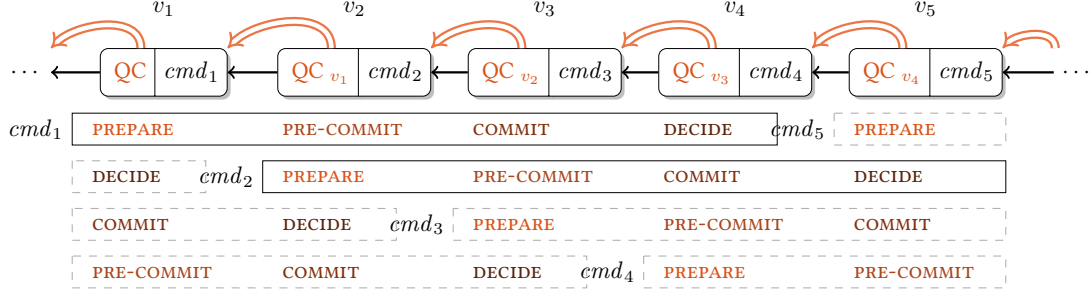 v₁ v₂ v₃ v₄ v₅
⋯ QC cmd₁ QC v₁ cmd₂ QC v₂ cmd₃ QC v₃ cmd₄ QC v₄ cmd₅ ⋯
cmd₁ PREPARE PRE-COMMIT COMMIT DECIDE cmd₅ PREPARE
DECIDE cmd₂ PREPARE PRE-COMMIT COMMIT DECIDE
COMMIT DECIDE cmd₃ PREPARE PRE-COMMIT COMMIT
PRE-COMMIT COMMIT DECIDE cmd₄ PREPARE PRE-COMMIT